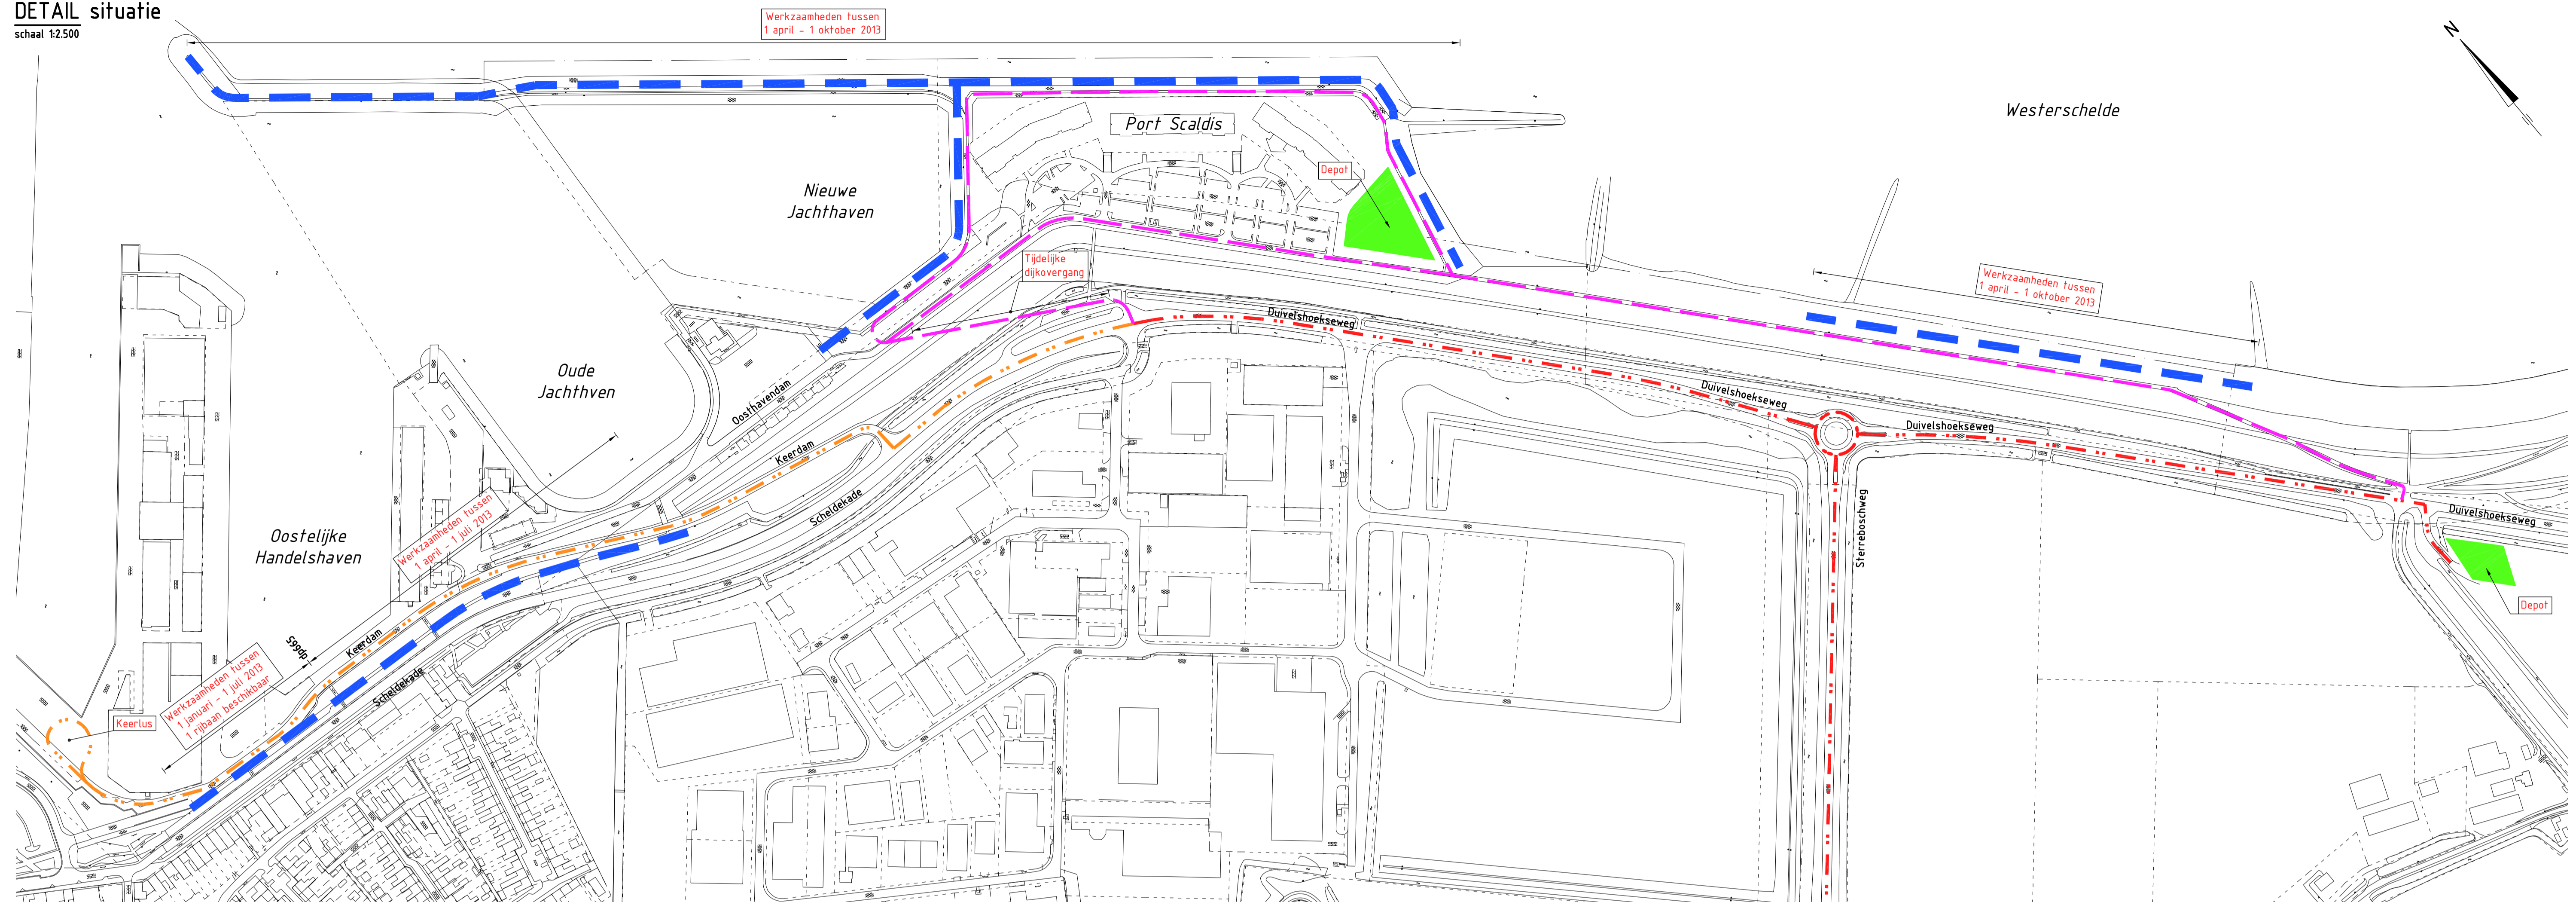 DETAIL situatie
schaal 1:2.500
Werkzaamheden tussen
1 april - 1 oktober 2013
N
Westerschelde
Port Scaldis
Depot
Nieuwe
Jachthaven
Tijdelijke
dijkovergang
Werkzaamheden tussen
1 april - 1 oktober 2013
Duivelshoekseweg
Oude
Jachthven
Oosthavendam
Duivelshoekseweg
Duivelshoekseweg
Keerdam
Scheldekade
Sterreboschweg
Duivelshoekseweg
Oostelijke
Handelshaven
Werkzaamheden tussen
1 april - 1 juli 2013
Depot
dp665
Keerdam
Scheldekade
Werkzaamheden tussen
1 januari - 1 juli 2013
1 rijbaan beschikbaar
Keerlus